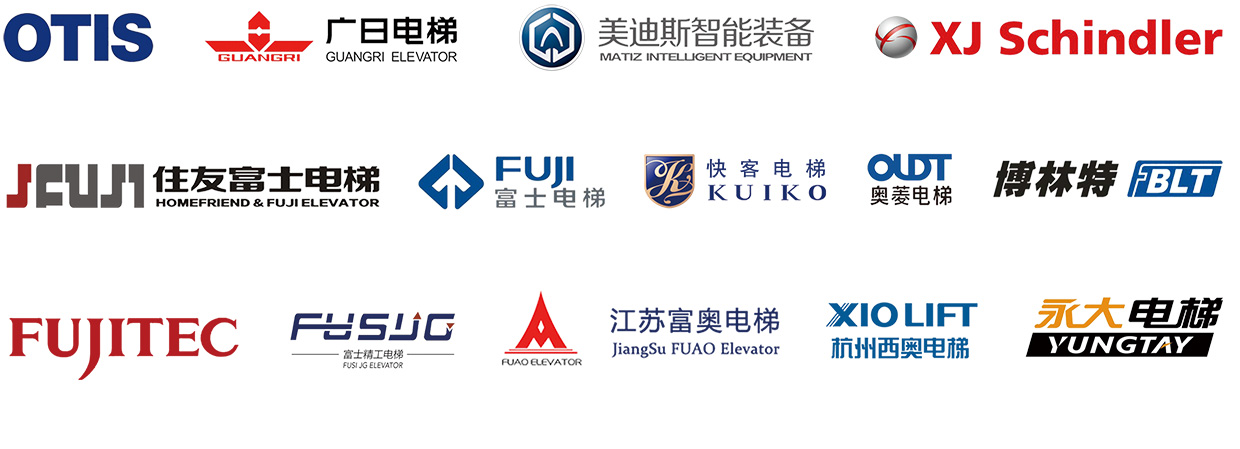 OTIS
GUANGRI
广日电梯
GUANGRI ELEVATOR
美迪斯智能装备
MATIZ INTELLIGENT EQUIPMENT
XJ Schindler
JFUJI
住友富士电梯
HOMEFRIEND & FUJI ELEVATOR
FUJI
富士电梯
K
快客电梯
KUIKO
OLDT
奥菱电梯
博林特
BLT
FUJITEC
FUSIJG
富士精工电梯
FUSI JG ELEVATOR
FUAO ELEVATOR
江苏富奥电梯
JiangSu FUAO Elevator
XIO LIFT
杭州西奥电梯
永大电梯
YUNGTAY